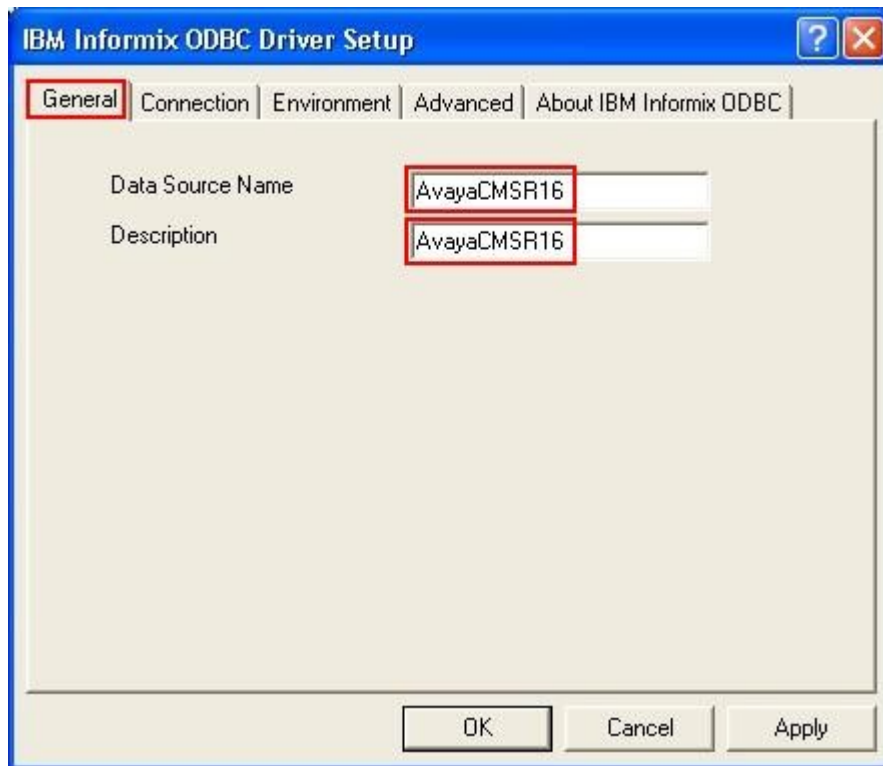 IBM Informix ODBC Driver Setup
General Connection Environment Advanced About IBM Informix ODBC
Data Source Name AvayaCMSR16
Description AvayaCMSR16
OK Cancel Apply